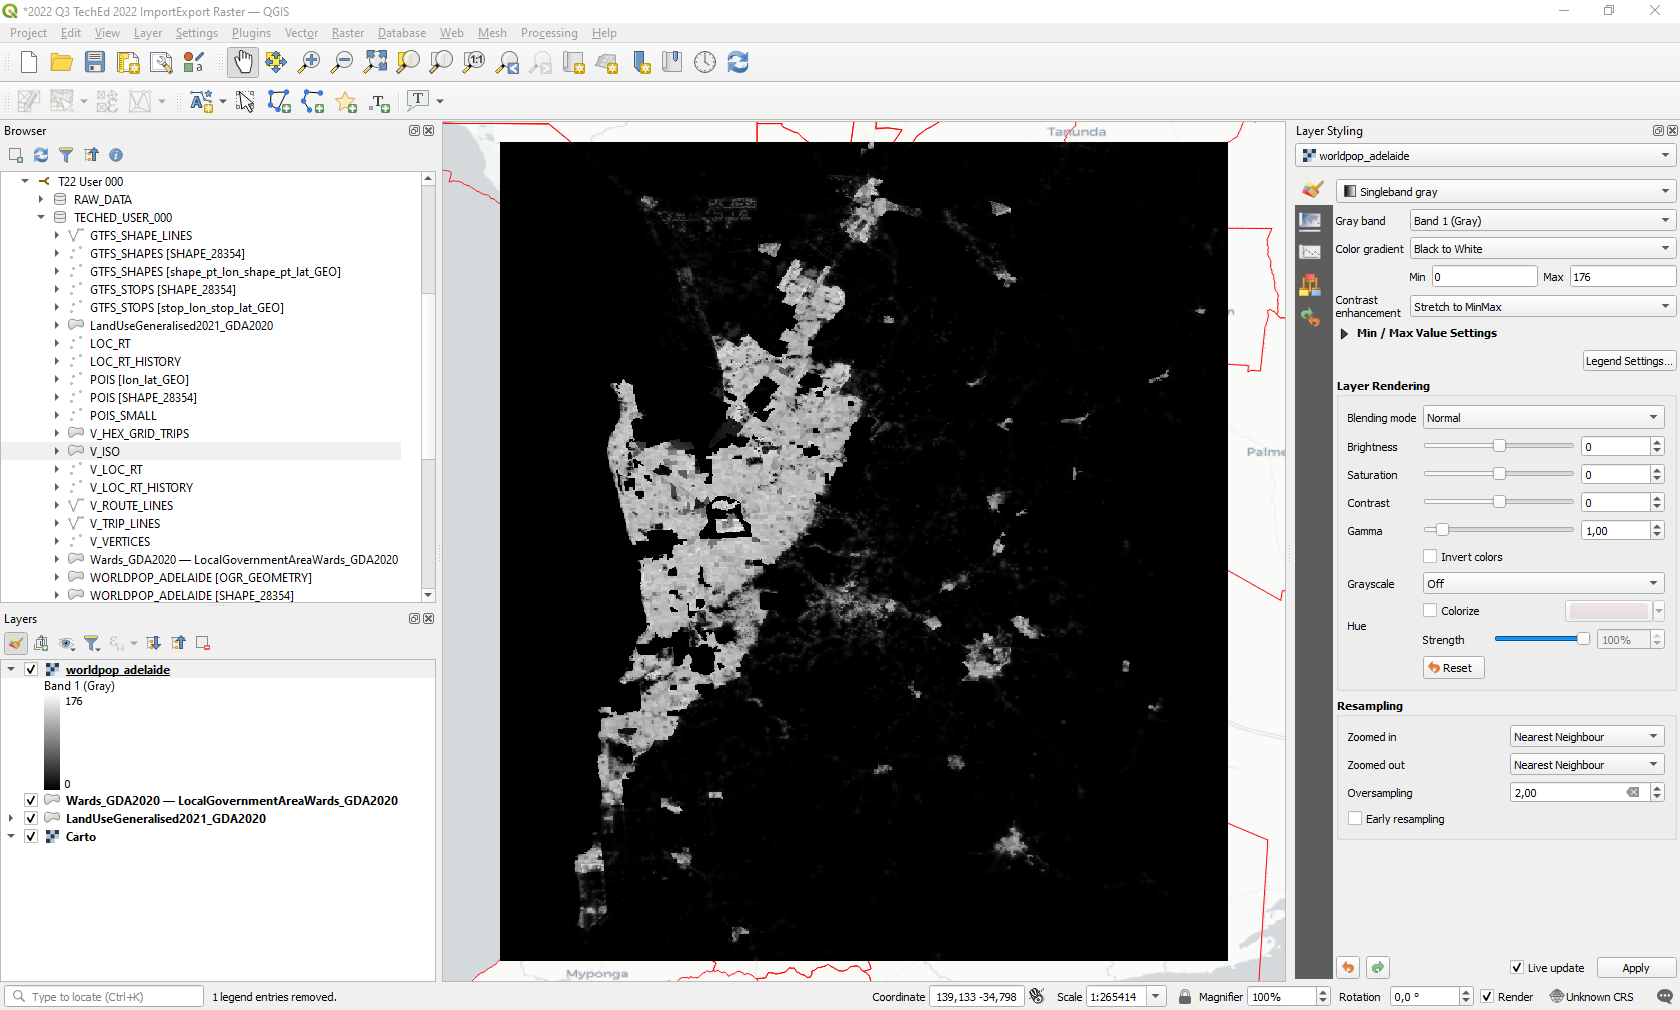 *2022 Q3 TechEd 2022 ImportExport Raster — QGIS
Project Edit View Layer Settings Plugins Vector Raster Database Web Mesh Processing Help
Browser
T22 User 000
RAW_DATA
TECHED_USER_000
GTFS_SHAPE_LINES
GTFS_SHAPES [SHAPE_28354]
GTFS_SHAPES [shape_pt_lon_shape_pt_lat_GEO]
GTFS_STOPS [SHAPE_28354]
GTFS_STOPS [stop_lon_stop_lat_GEO]
LandUseGeneralised2021_GDA2020
LOC_RT
LOC_RT_HISTORY
POIS [lon_lat_GEO]
POIS [SHAPE_28354]
POIS_SMALL
V_HEX_GRID_TRIPS
V_ISO
V_LOC_RT
V_LOC_RT_HISTORY
V_ROUTE_LINES
V_TRIP_LINES
V_VERTICES
Wards_GDA2020 — LocalGovernmentAreaWards_GDA2020
WORLDPOP_ADELAIDE [OGR_GEOMETRY]
WORLDPOP_ADELAIDE [SHAPE_28354]
Layers
worldpop_adelaide
Band 1 (Gray)
176
0
Wards_GDA2020 — LocalGovernmentAreaWards_GDA2020
LandUseGeneralised2021_GDA2020
Carto
Tanunda
Palme
Myponga
Layer Styling
worldpop_adelaide
Singleband gray
Gray band Band 1 (Gray)
Color gradient Black to White
Min 0 Max 176
Contrast enhancement Stretch to MinMax
Min / Max Value Settings
Legend Settings...
Layer Rendering
Blending mode Normal
Brightness 0
Saturation 0
Contrast 0
Gamma 1,00
Invert colors
Grayscale Off
Hue Colorize
Strength 100%
Reset
Resampling
Zoomed in Nearest Neighbour
Zoomed out Nearest Neighbour
Oversampling 2,00
Early resampling
Live update Apply
Type to locate (Ctrl+K) 1 legend entries removed. Coordinate 139,133 -34,798 Scale 1:265414 Magnifier 100% Rotation 0,0 ° Render Unknown CRS